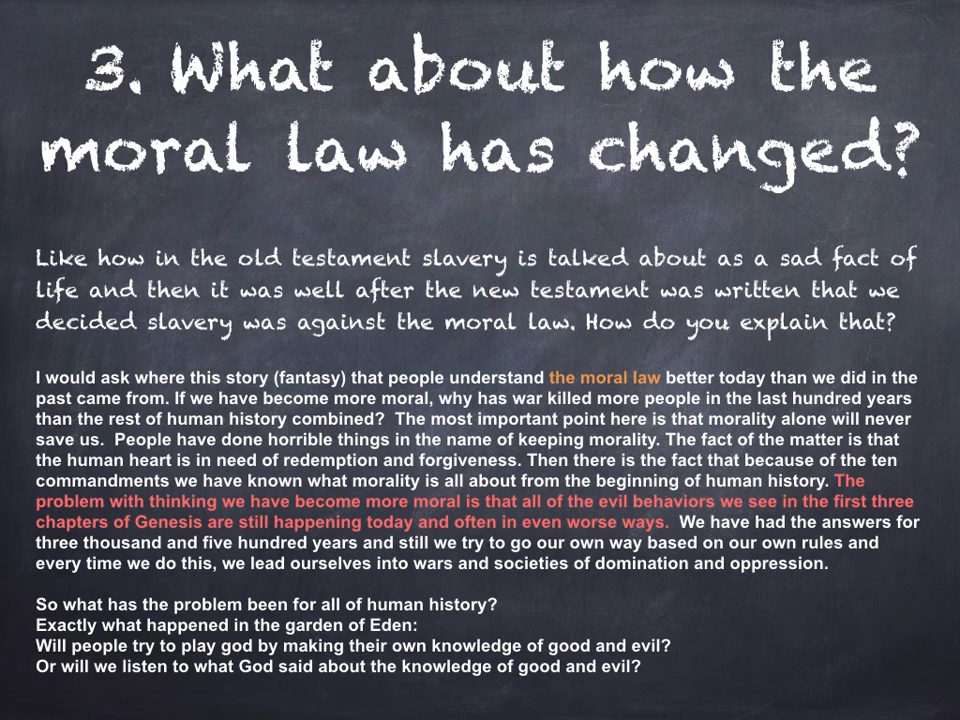 3. What about how the
moral law has changed?
Like how in the old testament slavery is talked about as a sad fact of
life and then it was well after the new testament was written that we
decided slavery was against the moral law. How do you explain that?
I would ask where this story (fantasy) that people understand the moral law better today than we did in the
past came from. If we have become more moral, why has war killed more people in the last hundred years
than the rest of human history combined?  The most important point here is that morality alone will never
save us.  People have done horrible things in the name of keeping morality. The fact of the matter is that
the human heart is in need of redemption and forgiveness. Then there is the fact that because of the ten
commandments we have known what morality is all about from the beginning of human history. The
problem with thinking we have become more moral is that all of the evil behaviors we see in the first three
chapters of Genesis are still happening today and often in even worse ways.  We have had the answers for
three thousand and five hundred years and still we try to go our own way based on our own rules and
every time we do this, we lead ourselves into wars and societies of domination and oppression.
So what has the problem been for all of human history?
Exactly what happened in the garden of Eden:
Will people try to play god by making their own knowledge of good and evil?
Or will we listen to what God said about the knowledge of good and evil?